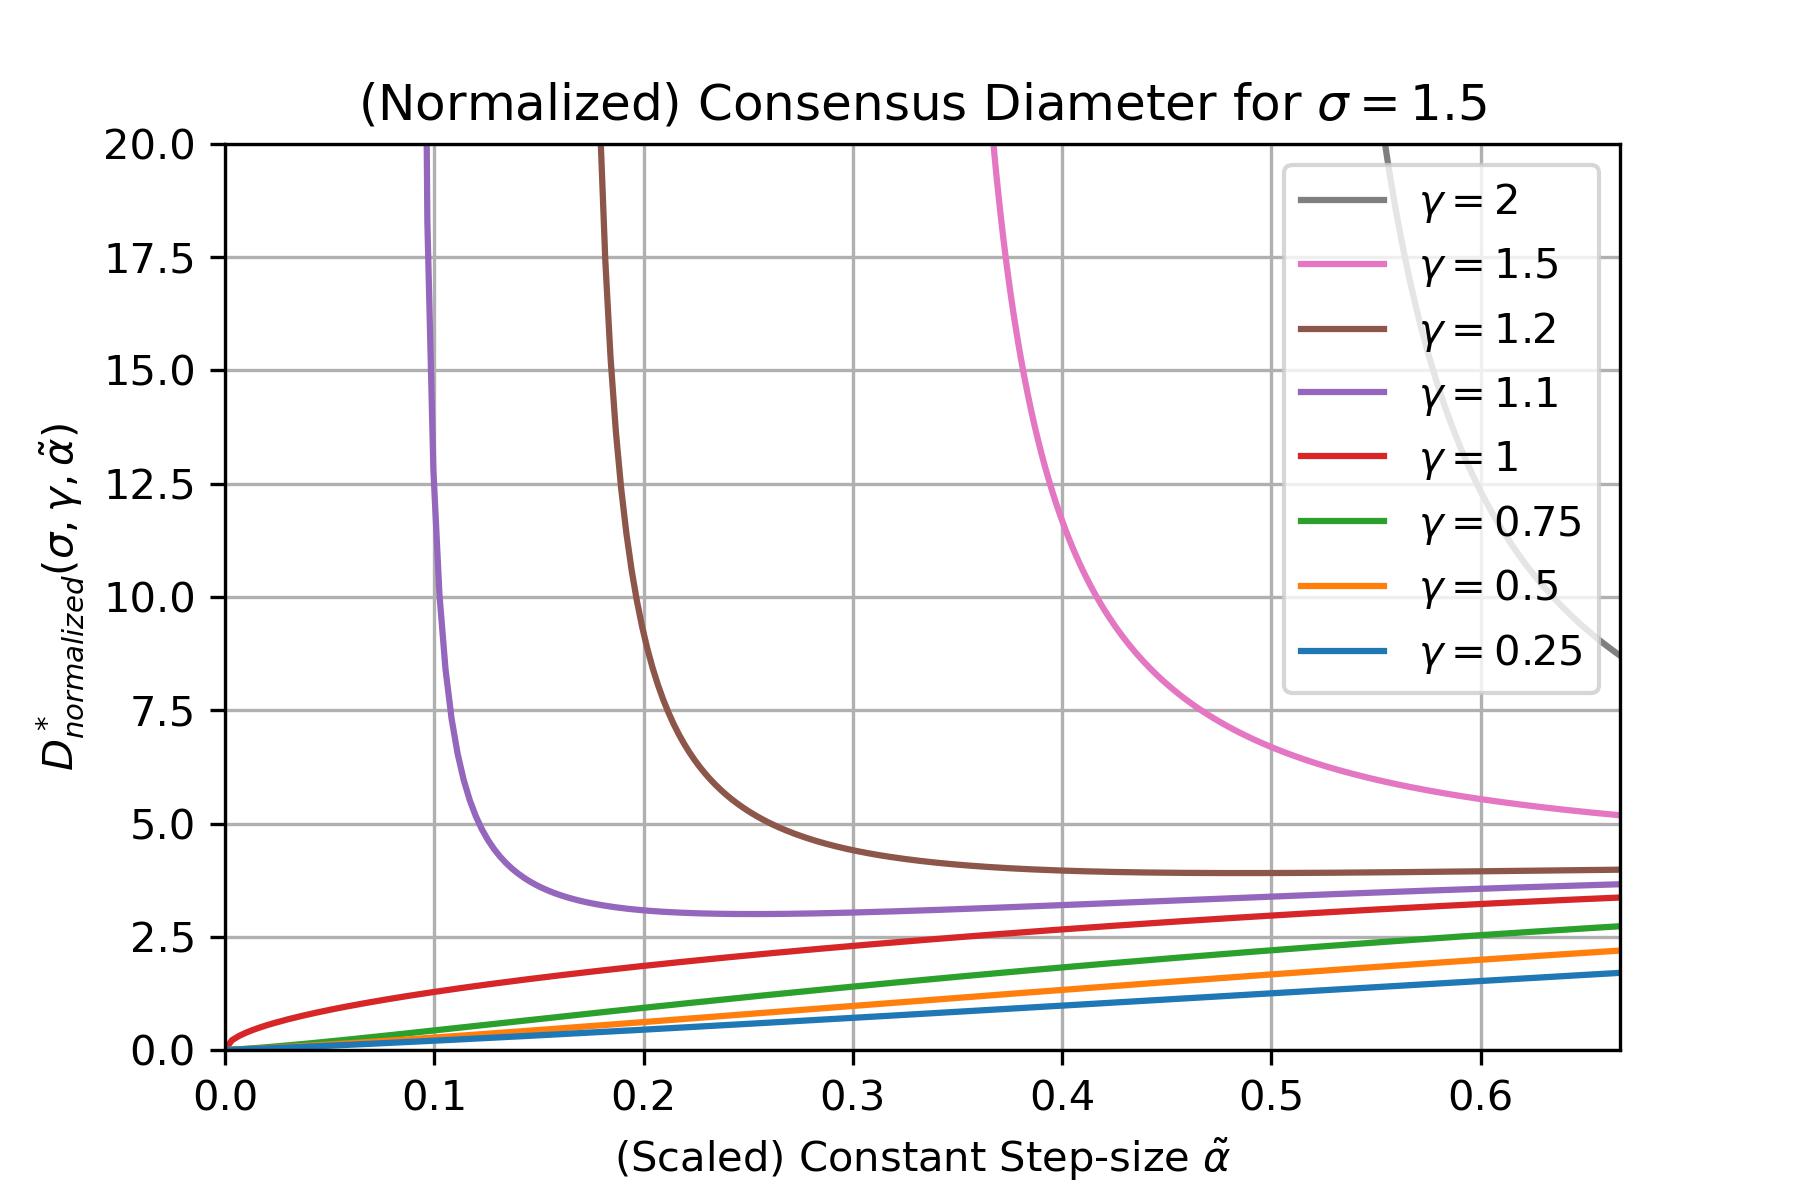 (Normalized) Consensus Diameter for σ = 1.5
20.0
17.5
15.0
12.5
10.0
7.5
5.0
2.5
0.0
D*normalized(σ, γ, α̃)
γ = 2
γ = 1.5
γ = 1.2
γ = 1.1
γ = 1
γ = 0.75
γ = 0.5
γ = 0.25
0.0 0.1 0.2 0.3 0.4 0.5 0.6
(Scaled) Constant Step-size α̃